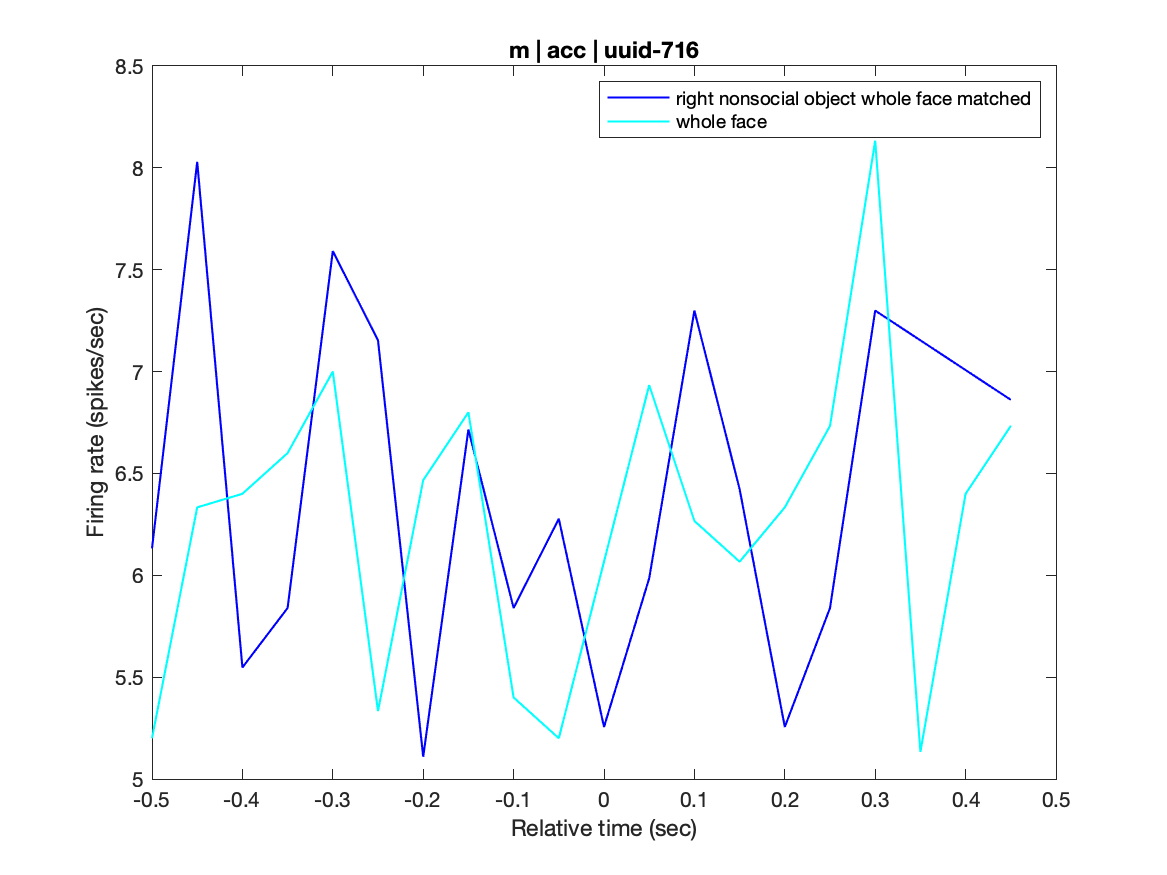 m | acc | uuid-716
8.5
right nonsocial object whole face matched
whole face
8
7.5
7
6.5
6
5.5
5
Firing rate (spikes/sec)
-0.5 -0.4 -0.3 -0.2 -0.1 0 0.1 0.2 0.3 0.4 0.5
Relative time (sec)